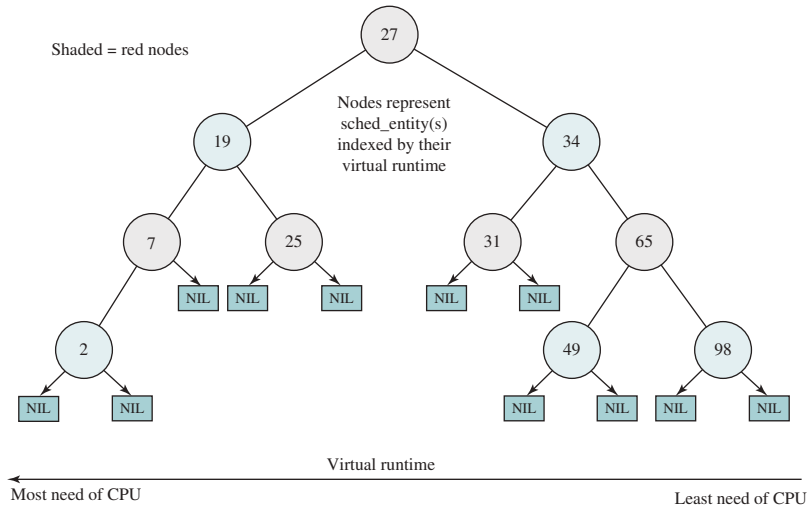 27
Shaded = red nodes
Nodes represent
sched_entity(s)
indexed by their
virtual runtime
19
34
7
25
31
65
NIL
NIL
NIL
NIL
NIL
2
49
98
NIL
NIL
NIL
NIL
NIL
NIL
Virtual runtime
Most need of CPU
Least need of CPU